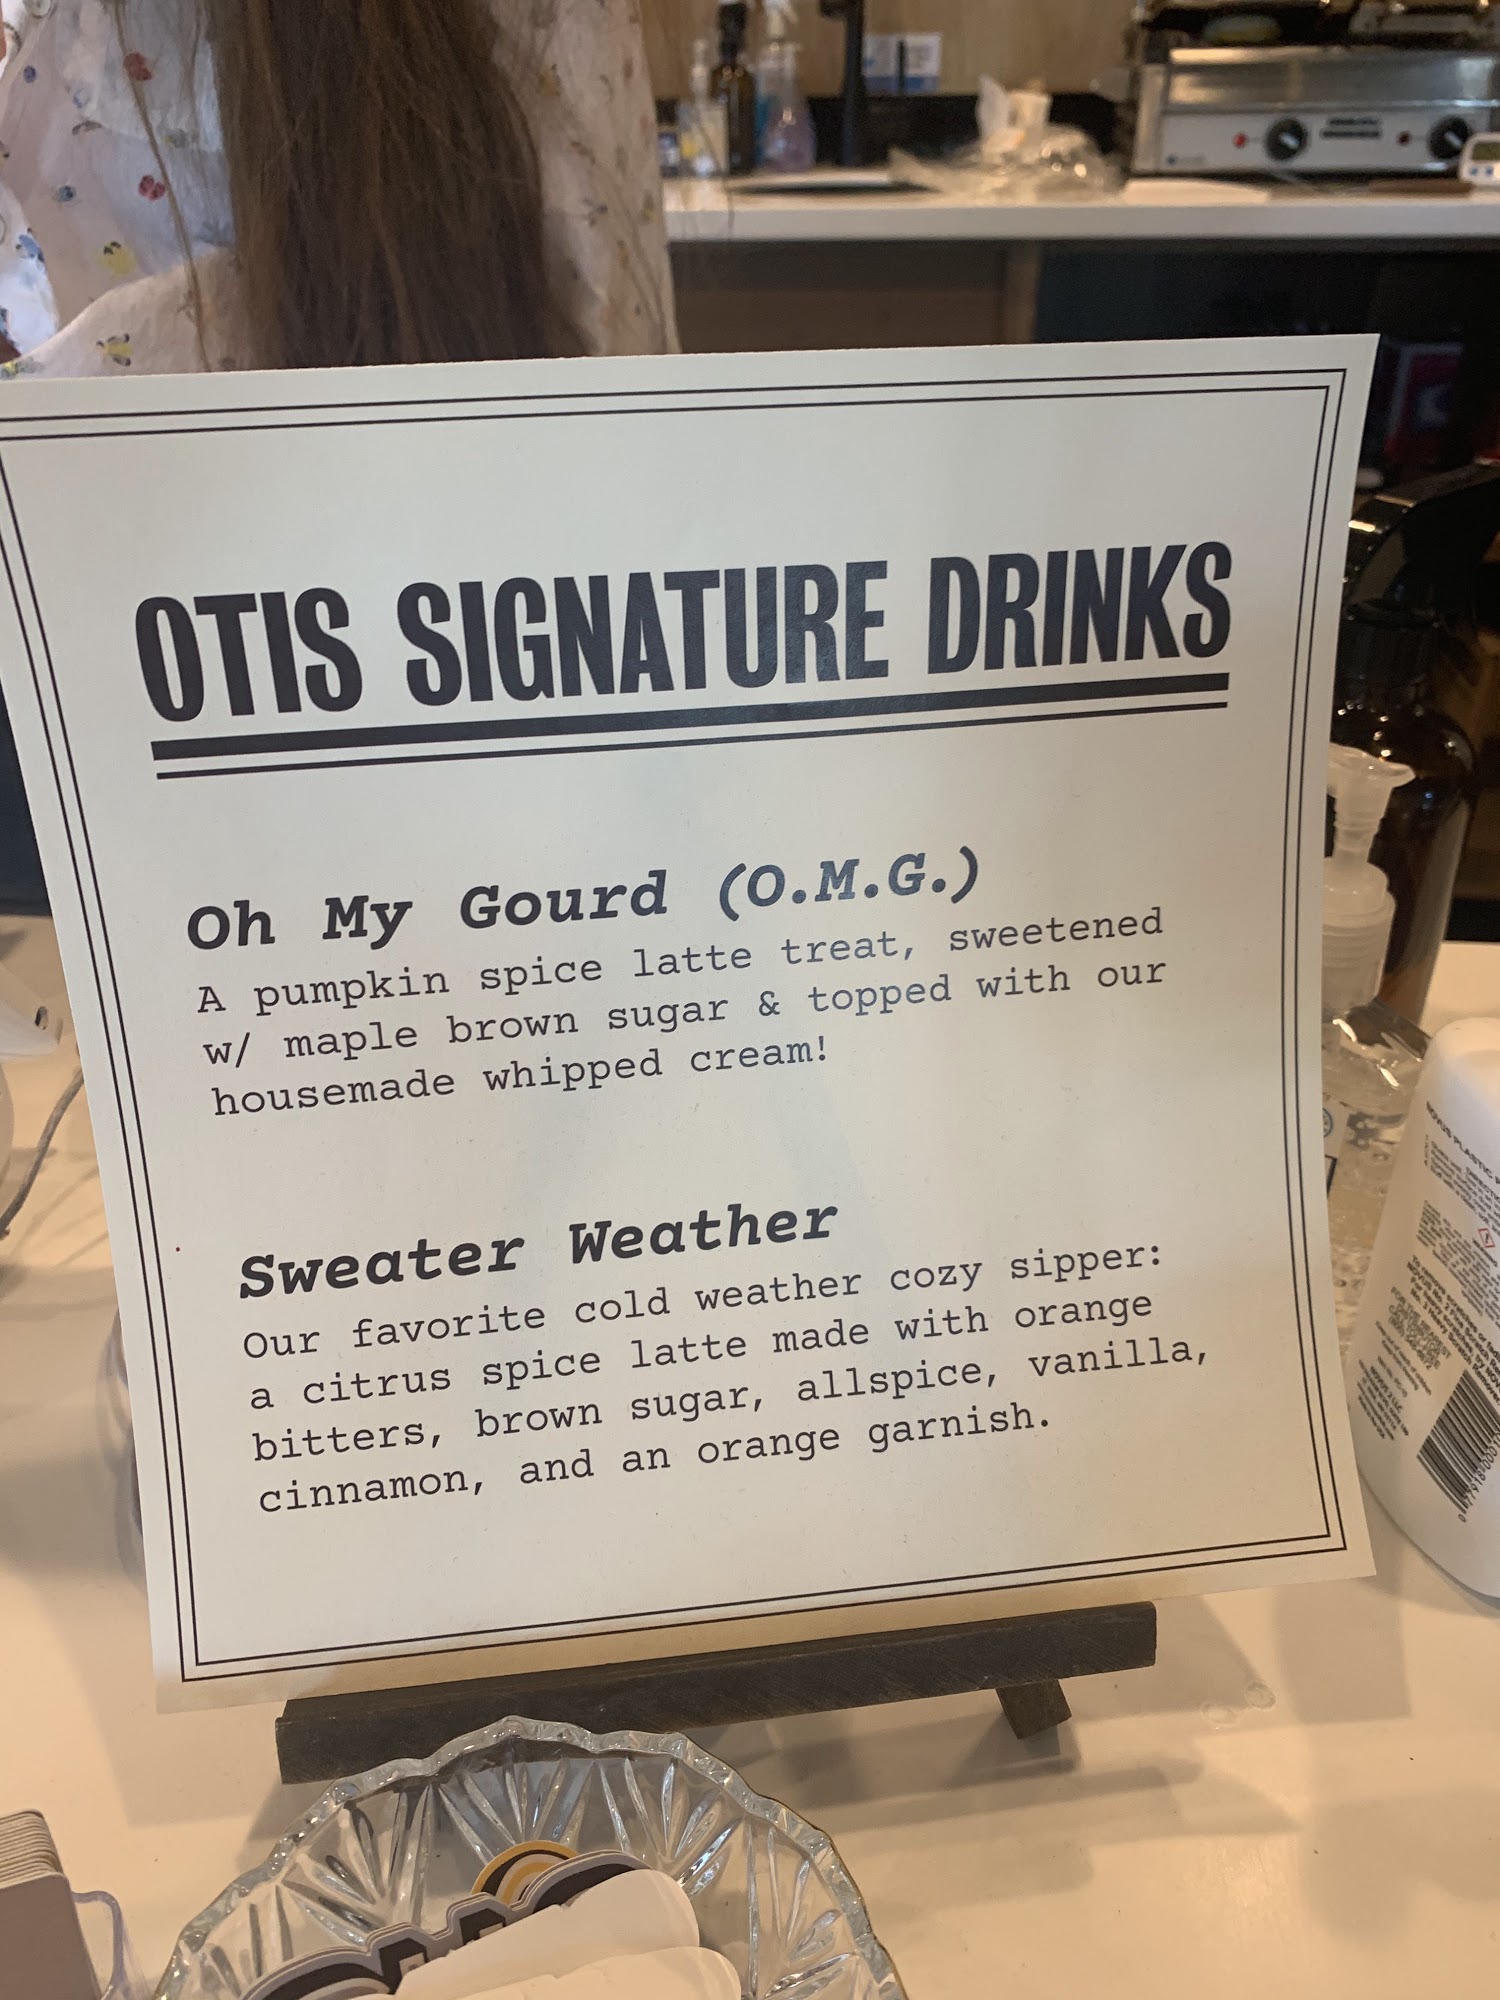 OTIS SIGNATURE DRINKS
Oh My Gourd (O.M.G.)
A pumpkin spice latte treat, sweetened
w/ maple brown sugar & topped with our
housemade whipped cream!
Sweater Weather
Our favorite cold weather cozy sipper:
a citrus spice latte made with orange
bitters, brown sugar, allspice, vanilla,
cinnamon, and an orange garnish.